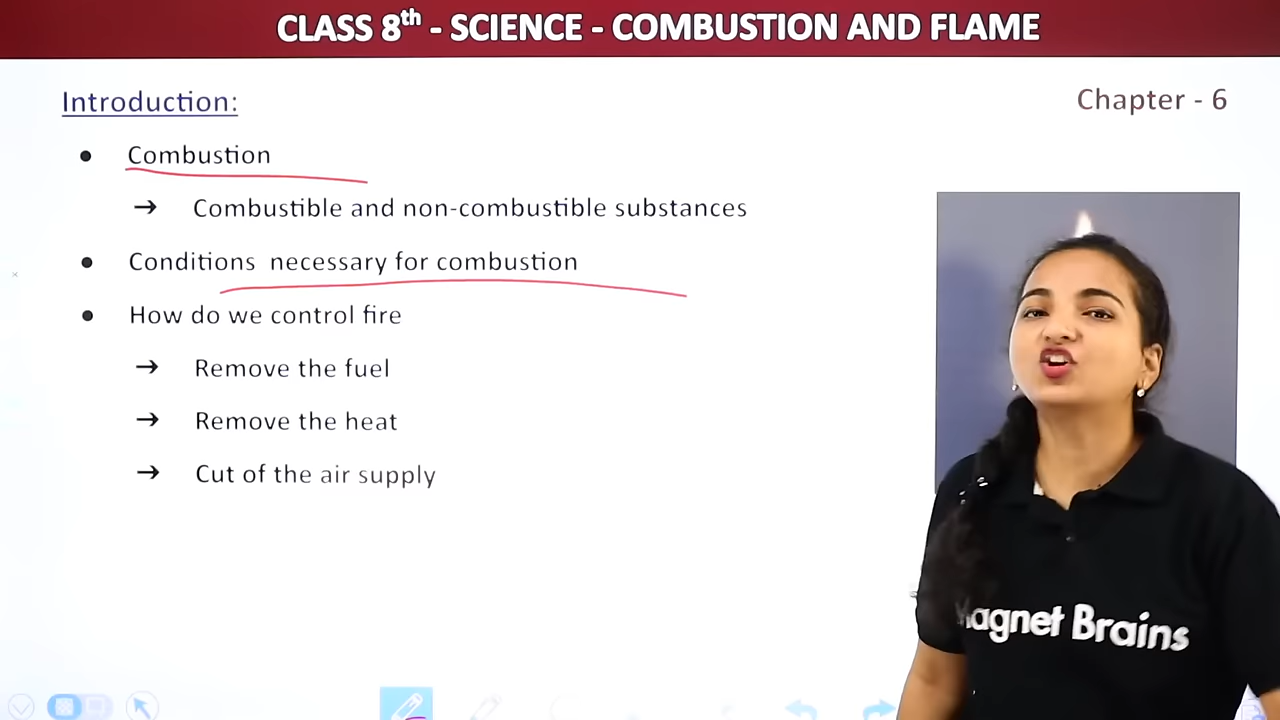 CLASS 8th - SCIENCE - COMBUSTION AND FLAME
Introduction:
Chapter - 6
● Combustion
→ Combustible and non-combustible substances
● Conditions necessary for combustion
● How do we control fire
→ Remove the fuel
→ Remove the heat
→ Cut of the air supply
Magnet Brains